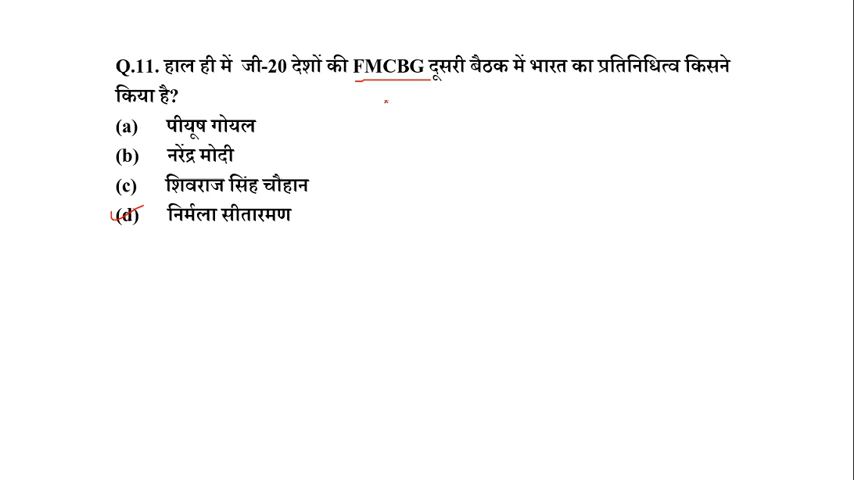 Q.11. हाल ही में जी-20 देशों की FMCBG दूसरी बैठक में भारत का प्रतिनिधित्व किसने
किया है?
(a) पीयूष गोयल
(b) नरेंद्र मोदी
(c) शिवराज सिंह चौहान
(d) निर्मला सीतारमण